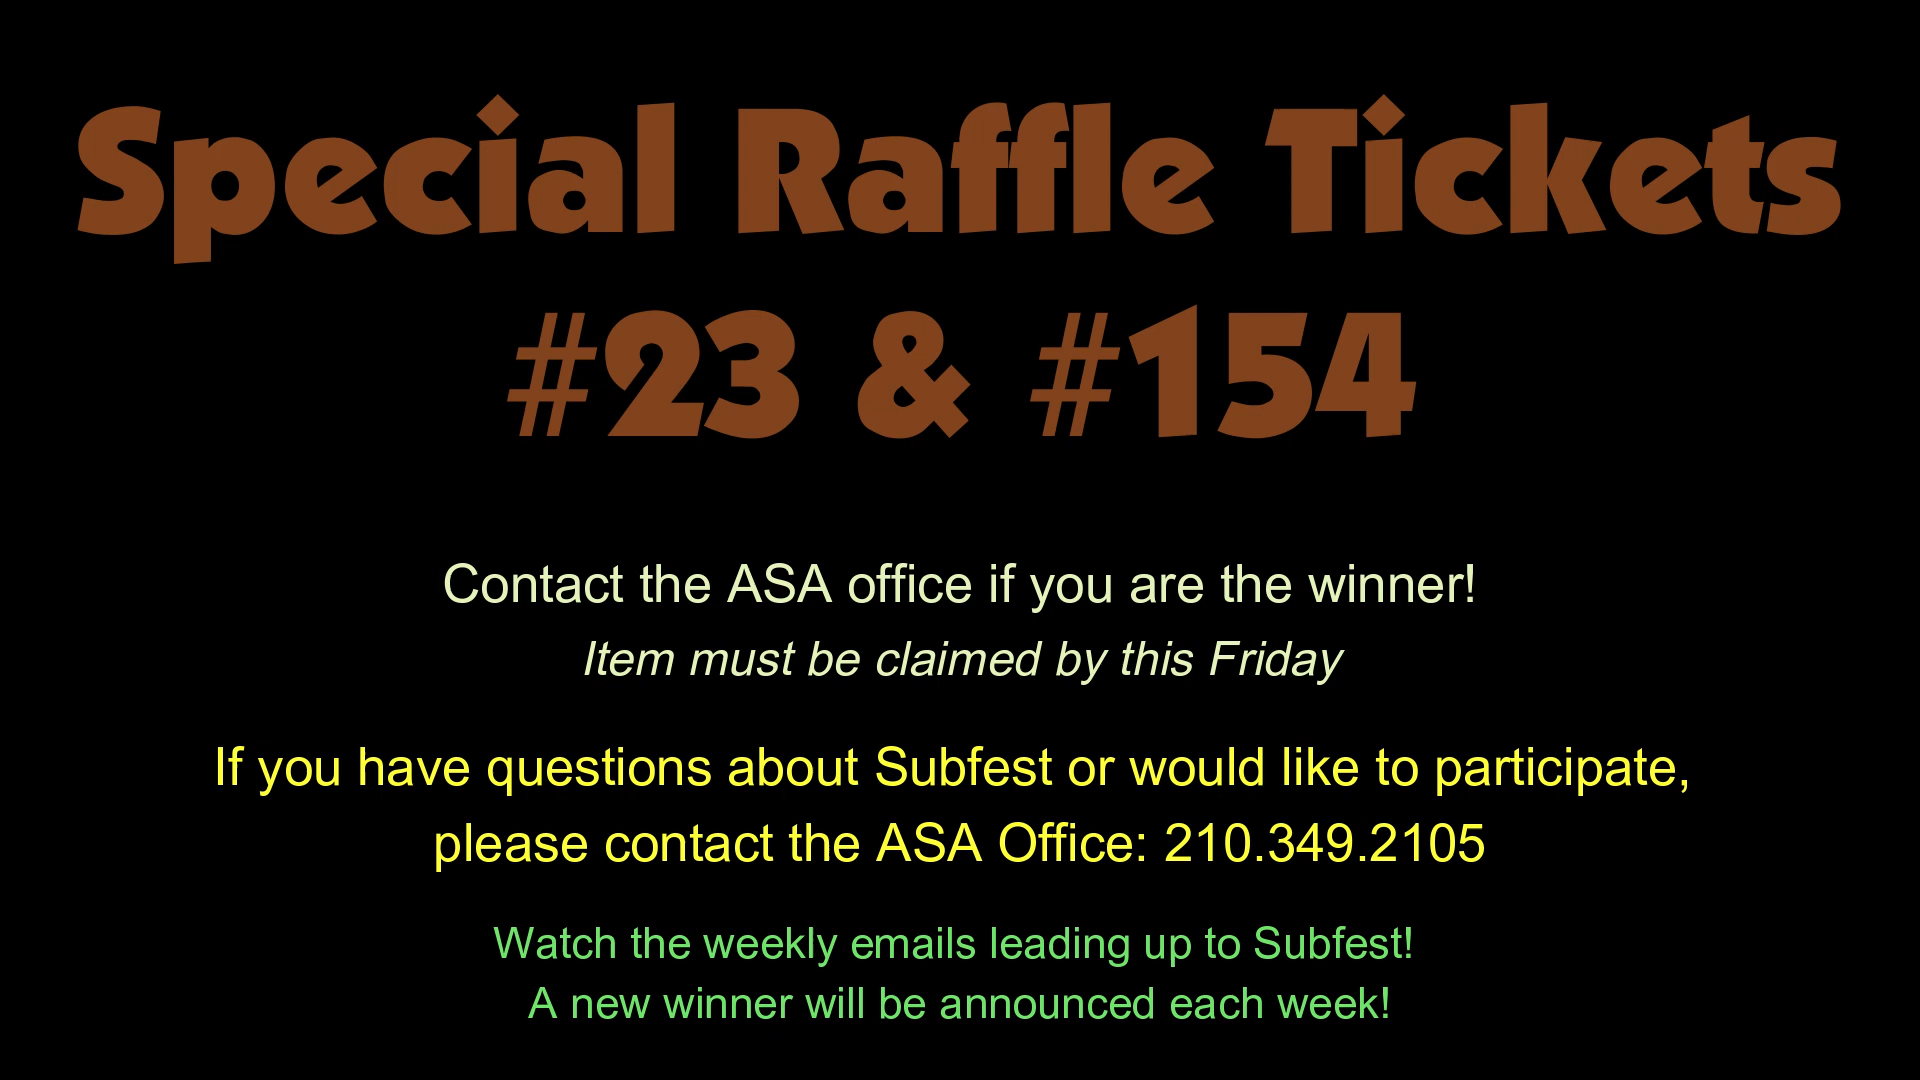 Special Raffle Tickets
#23 & #154
Contact the ASA office if you are the winner!
Item must be claimed by this Friday
If you have questions about Subfest or would like to participate,
please contact the ASA Office: 210.349.2105
Watch the weekly emails leading up to Subfest!
A new winner will be announced each week!